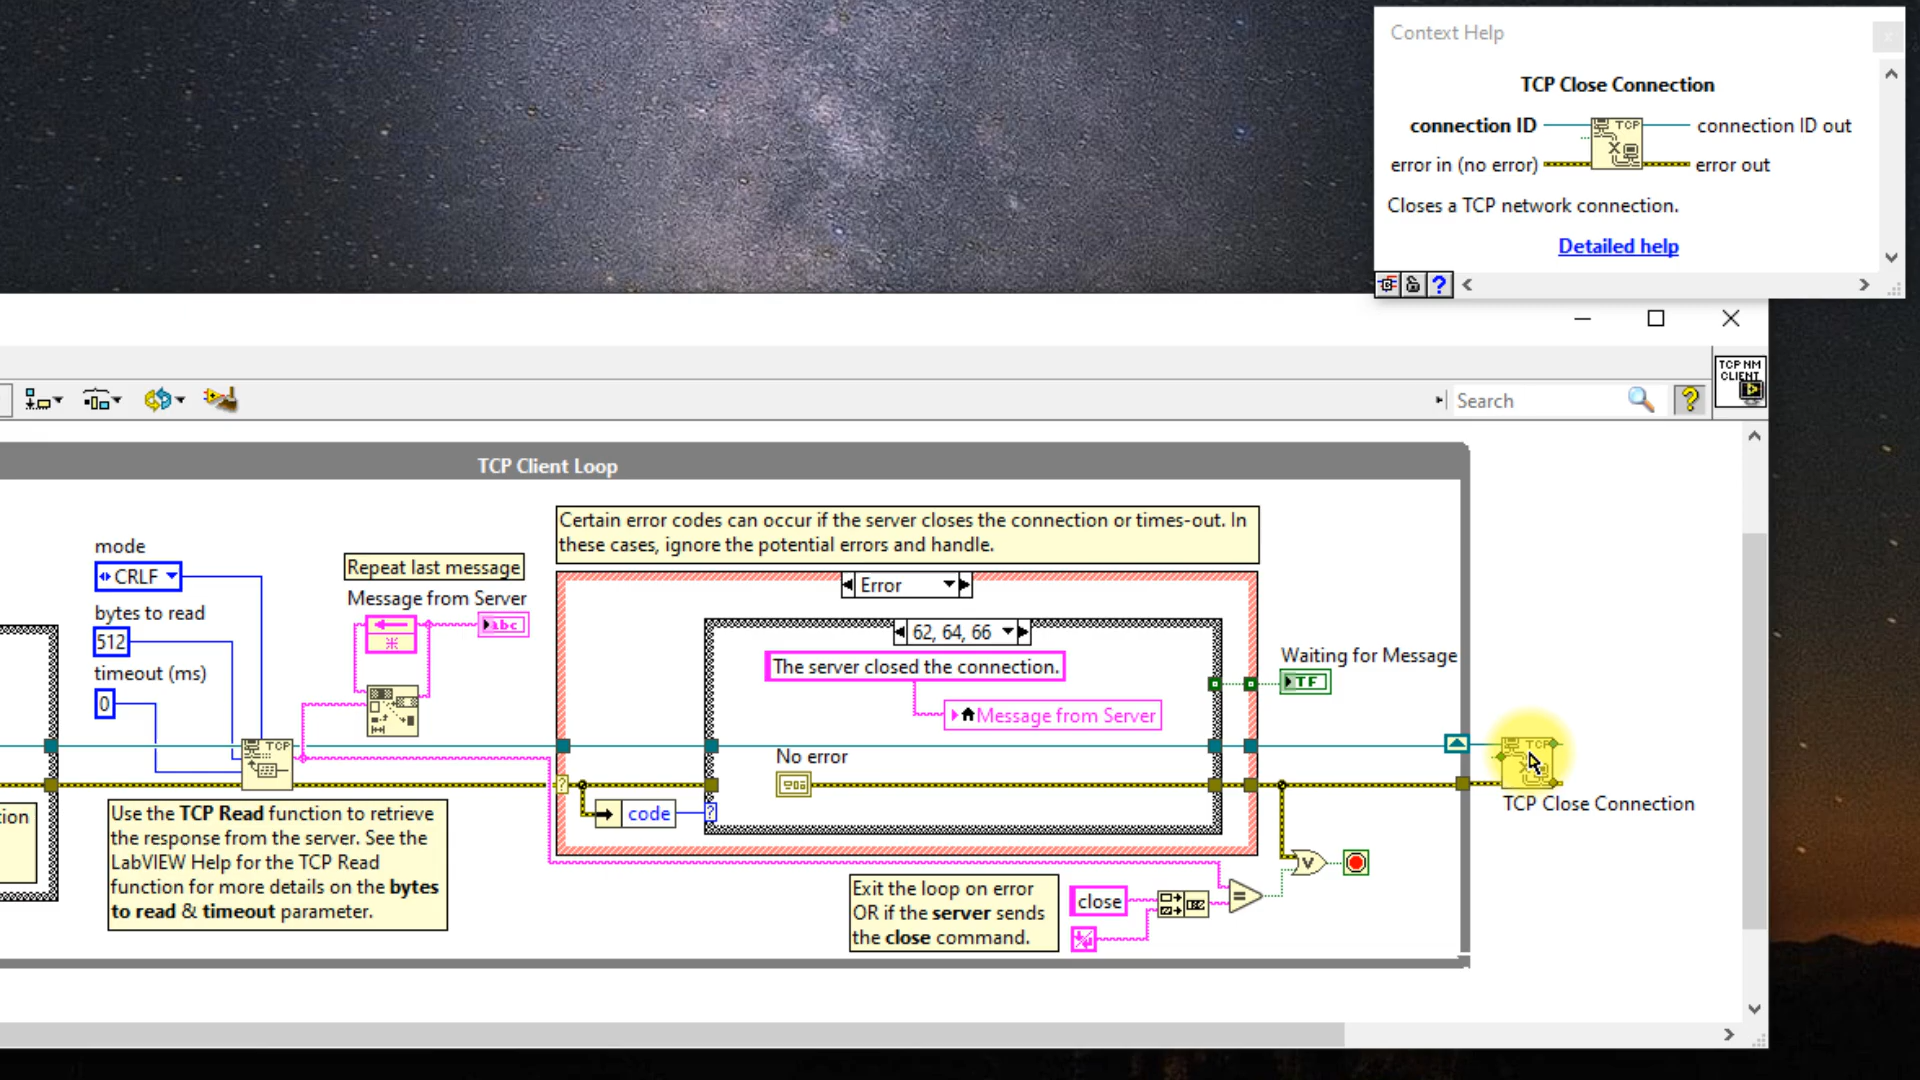 Context Help
TCP Close Connection
connection ID
TCP
connection ID out
error in (no error)
error out
Closes a TCP network connection.
Detailed help
?
Search
?
TCP NM
CLIENT
TCP Client Loop
Certain error codes can occur if the server closes the connection or times-out. In
these cases, ignore the potential errors and handle.
mode
CRLF
Repeat last message
Error
Message from Server
abc
bytes to read
512
62, 64, 66
The server closed the connection.
Waiting for Message
TF
timeout (ms)
0
Message from Server
TCP
TCP
No error
?
code
?
TCP Close Connection
tion
Use the TCP Read function to retrieve
the response from the server. See the
LabVIEW Help for the TCP Read
function for more details on the bytes
to read & timeout parameter.
V
Exit the loop on error
OR if the server sends
the close command.
close
=